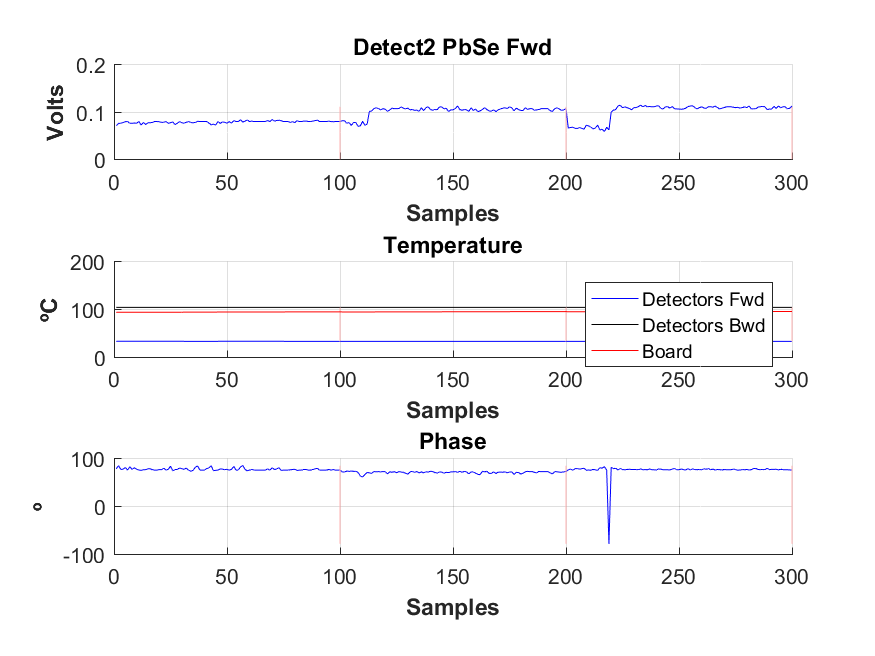 Detect2 PbSe Fwd
Volts
0.2
0.1
0
0 50 100 150 200 250 300
Samples
Temperature
ºC
200
100
0
Detectors Fwd
Detectors Bwd
Board
0 50 100 150 200 250 300
Samples
Phase
º
100
0
-100
0 50 100 150 200 250 300
Samples